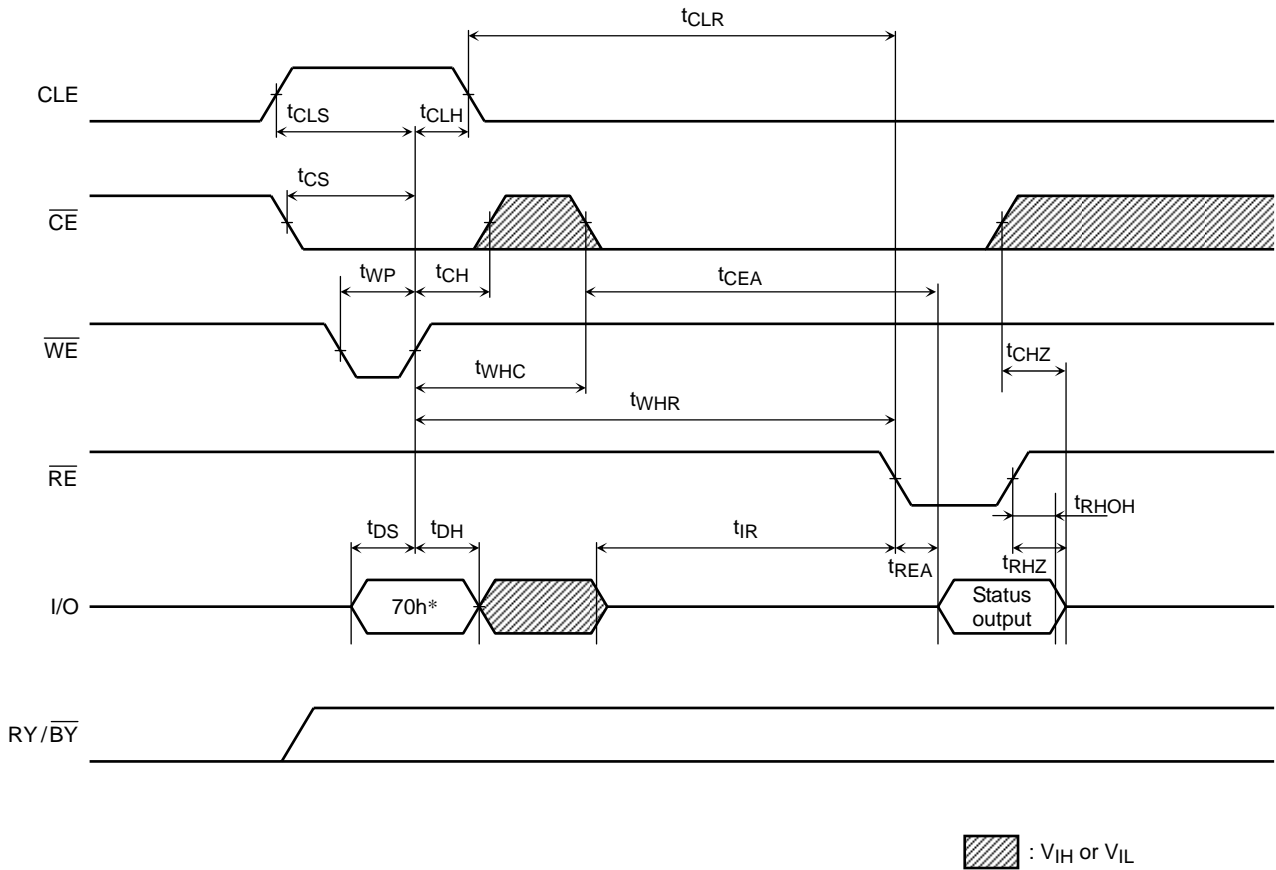 tCLR
CLE
tCLS
tCLH
tCS
CE
tWP
tCH
tCEA
WE
tCHZ
tWHC
tWHR
RE
tRHOH
tDS
tDH
tIR
tREA
tRHZ
I/O
70h*
Status
output
RY/BY
: VIH or VIL